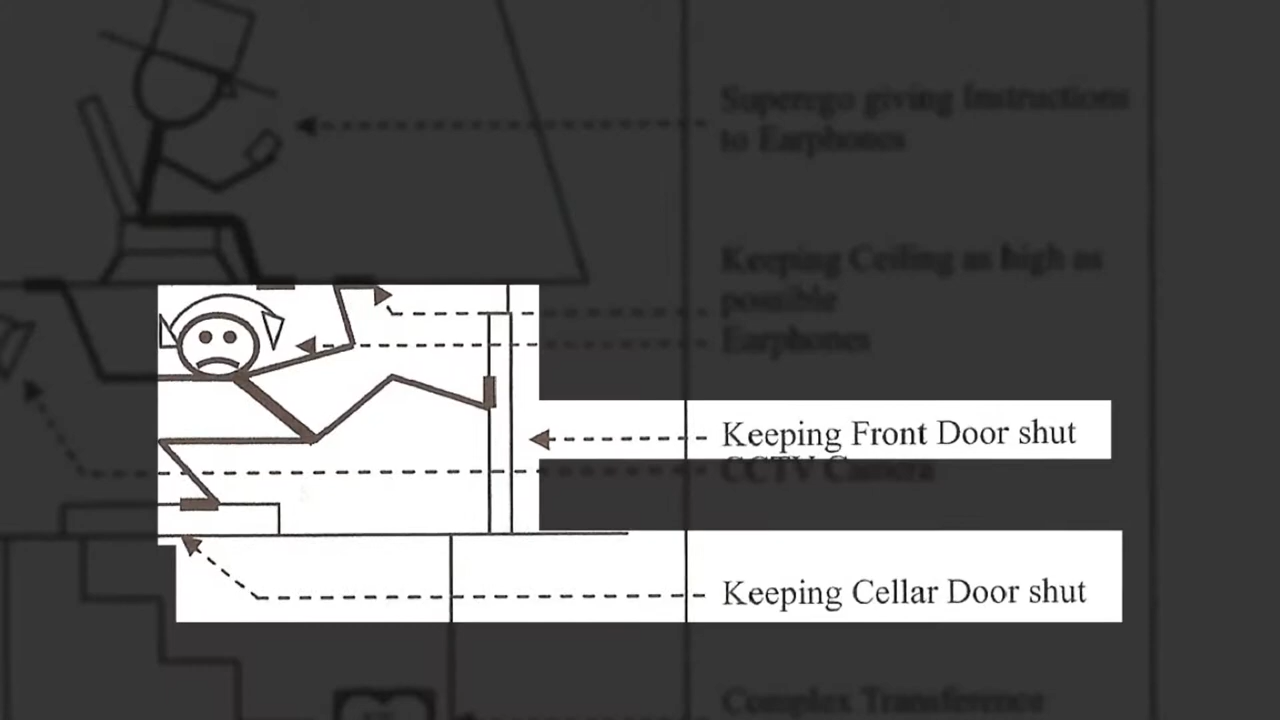 Superego giving Instructions
to Earphones
Keeping Ceiling as high as
possible
Earphones
Keeping Front Door shut
CCTV Camera
Keeping Cellar Door shut
Complex Transference